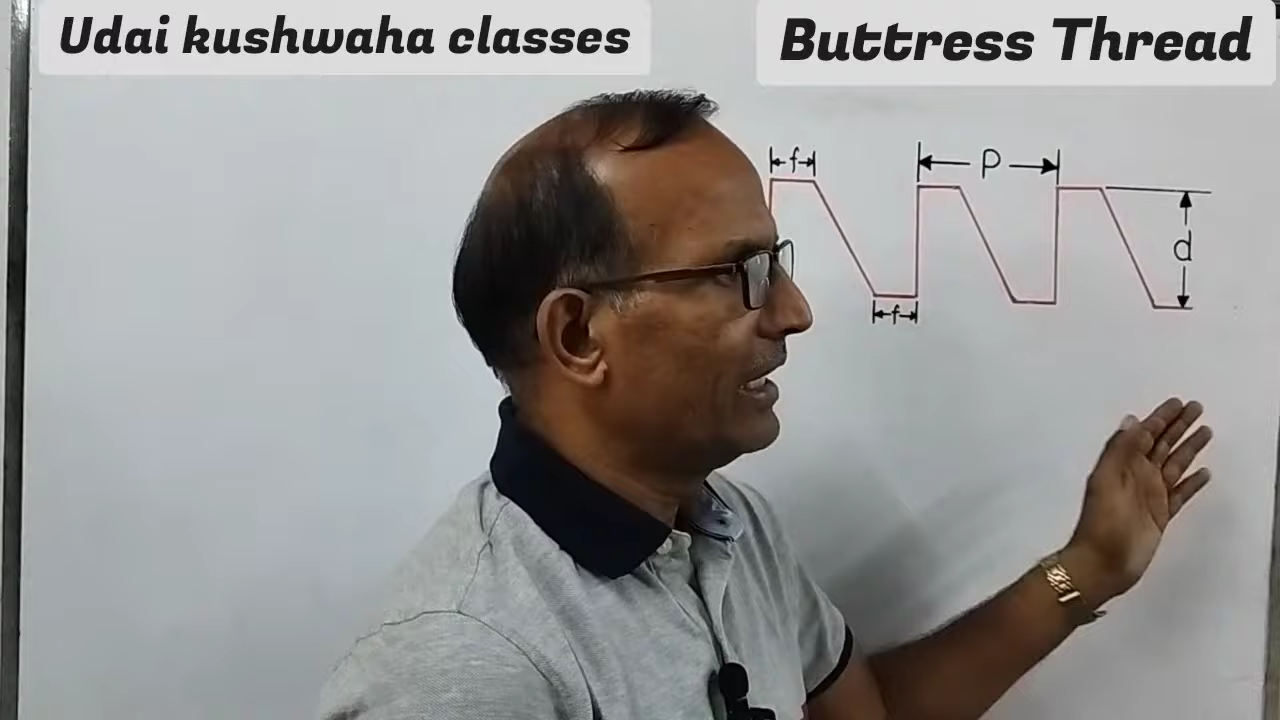 Udai kushwaha classes
Buttress Thread
f
P
d
f